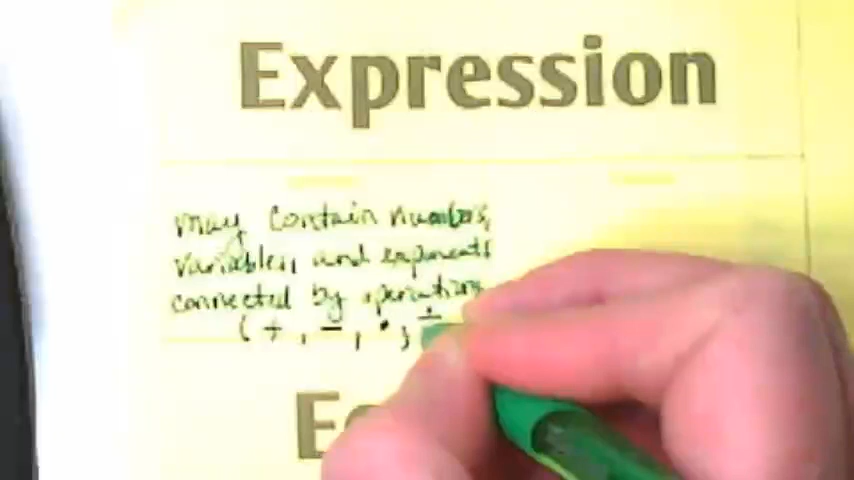 Expression
may contain numbers,
variables, and exponents
connected by operations
( + , − , • , ÷